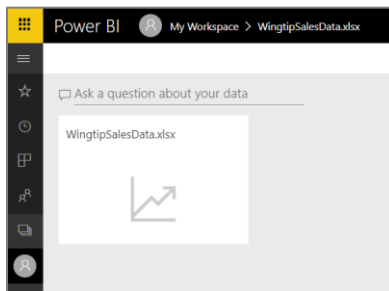 Power BI My Workspace > WingtipSalesData.xlsx
Ask a question about your data
WingtipSalesData.xlsx